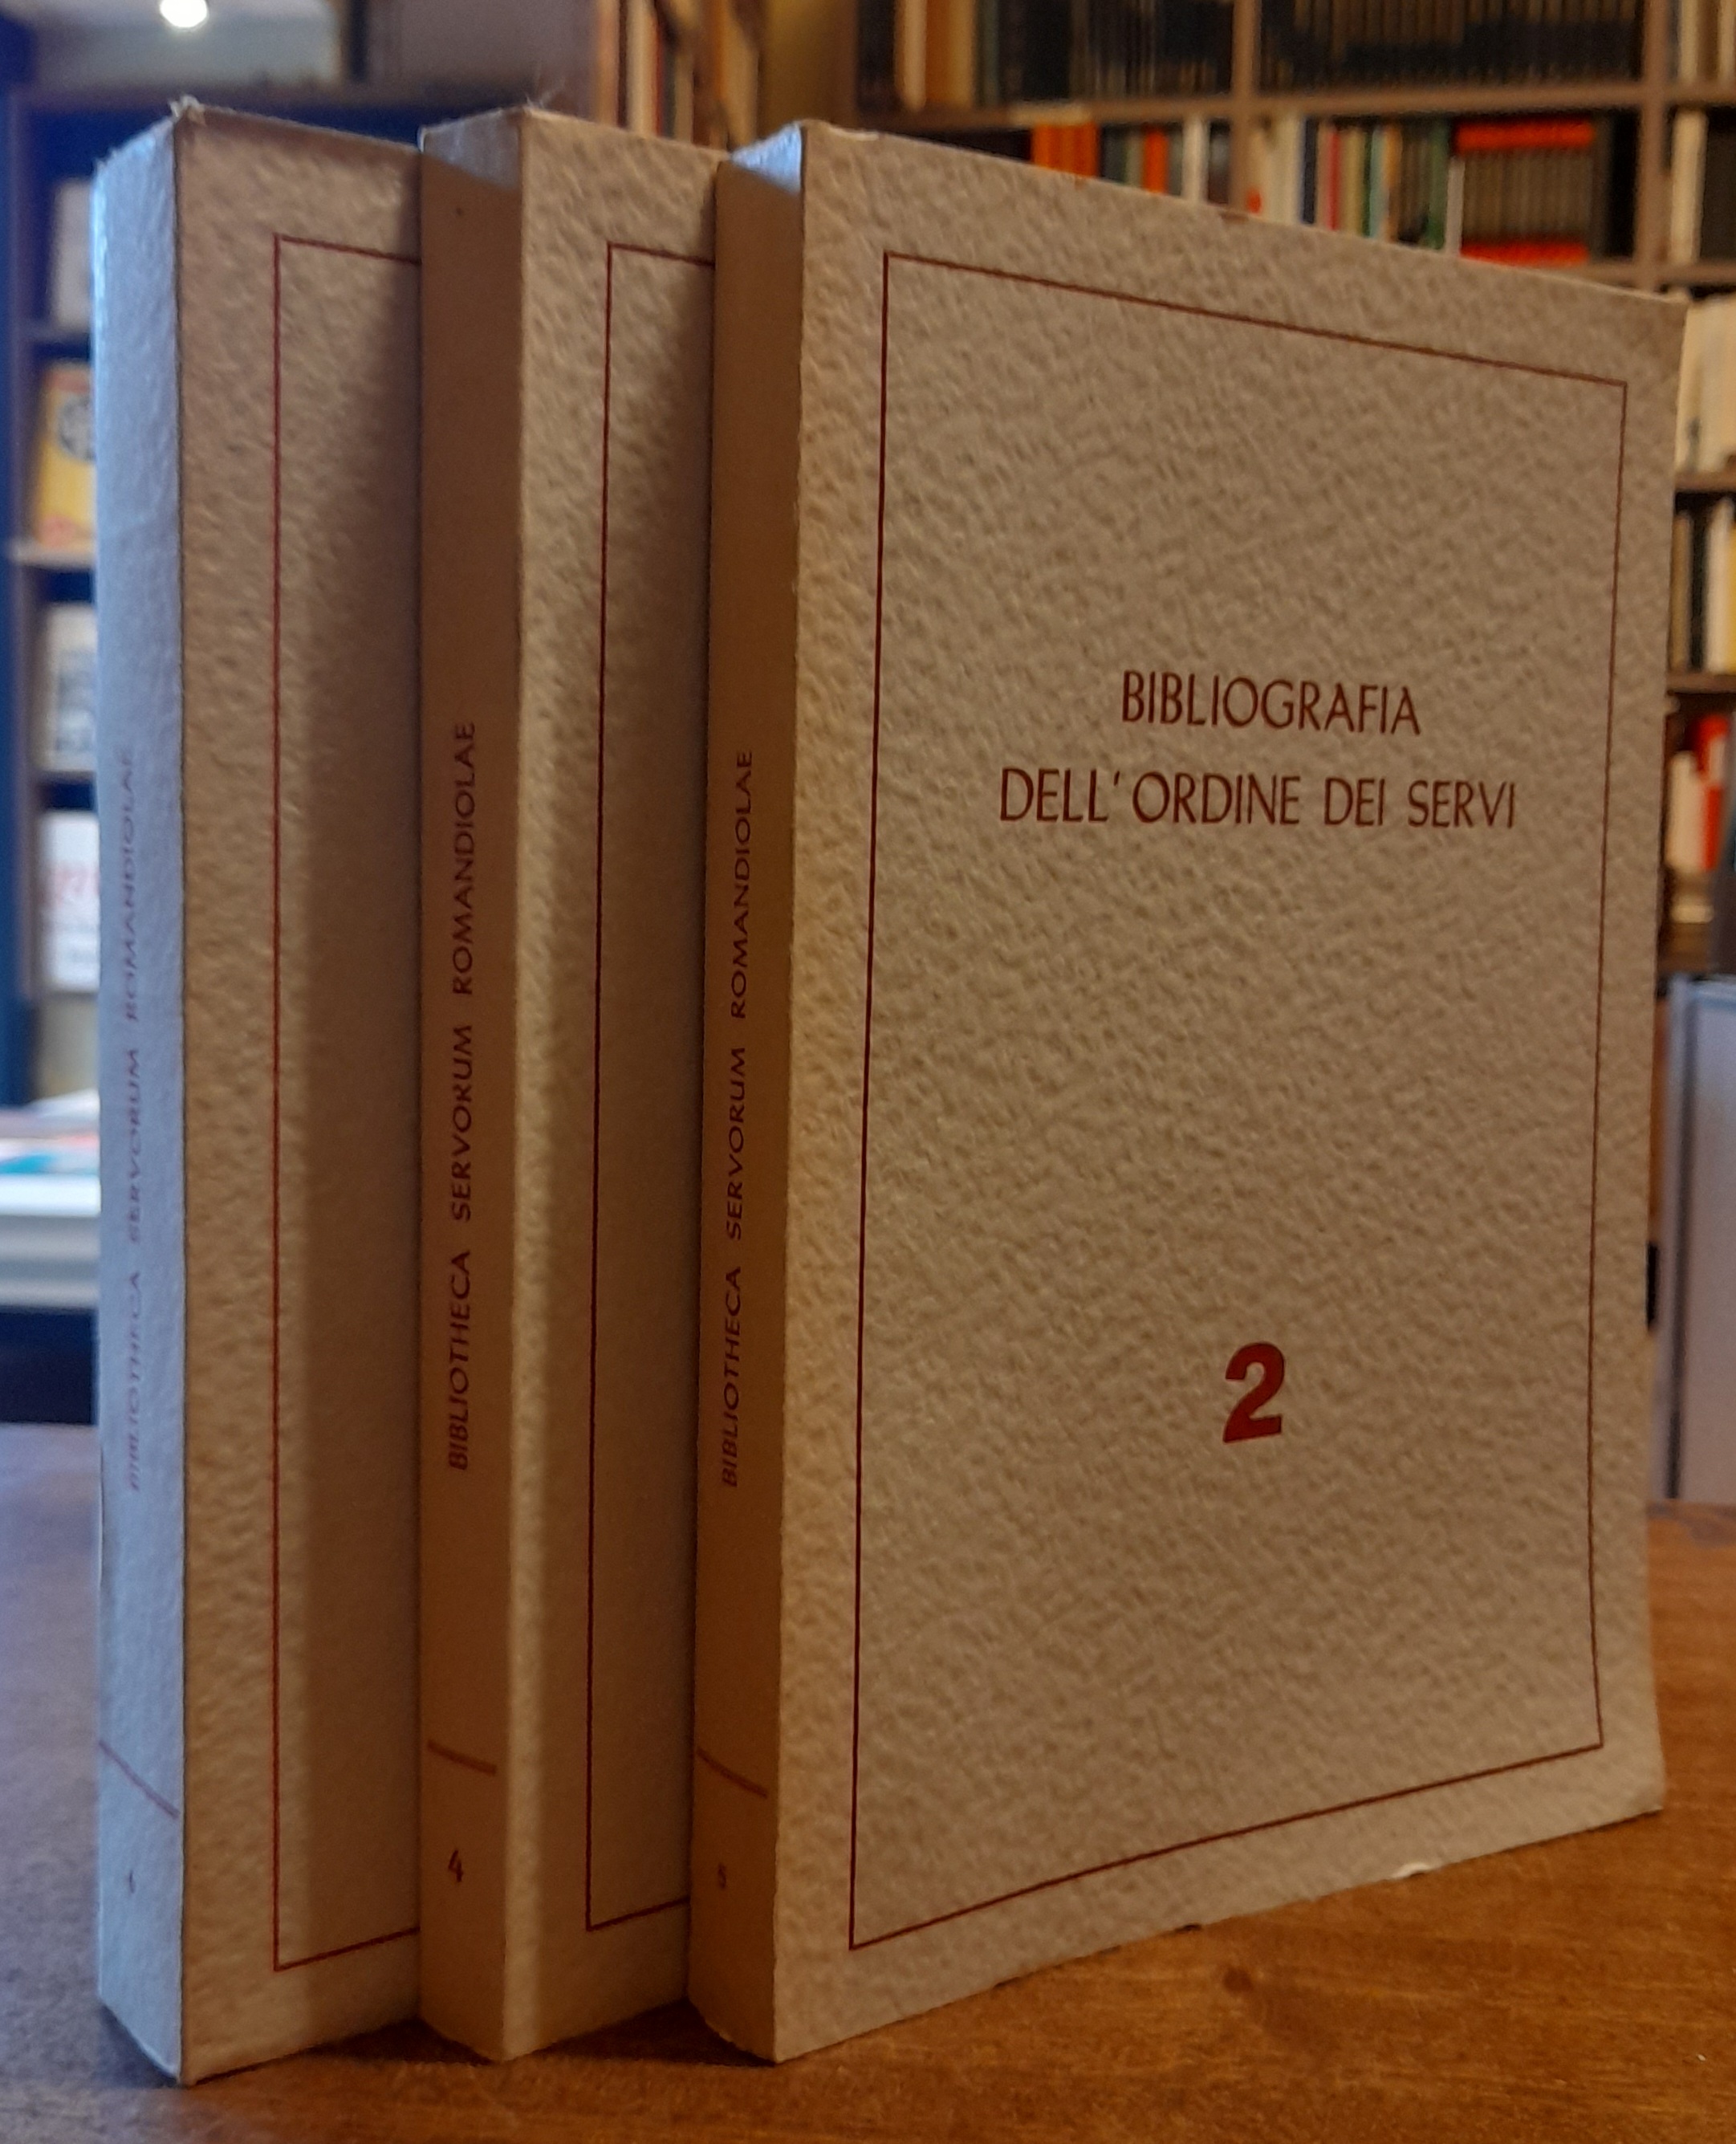 BIBLIOTHECA SERVORUM ROMANDIOLAE
BIBLIOTHECA SERVORUM ROMANDIOLAE
4
BIBLIOTHECA SERVORUM ROMANDIOLAE
BIBLIOGRAFIA
DELL'ORDINE DEI SERVI
2